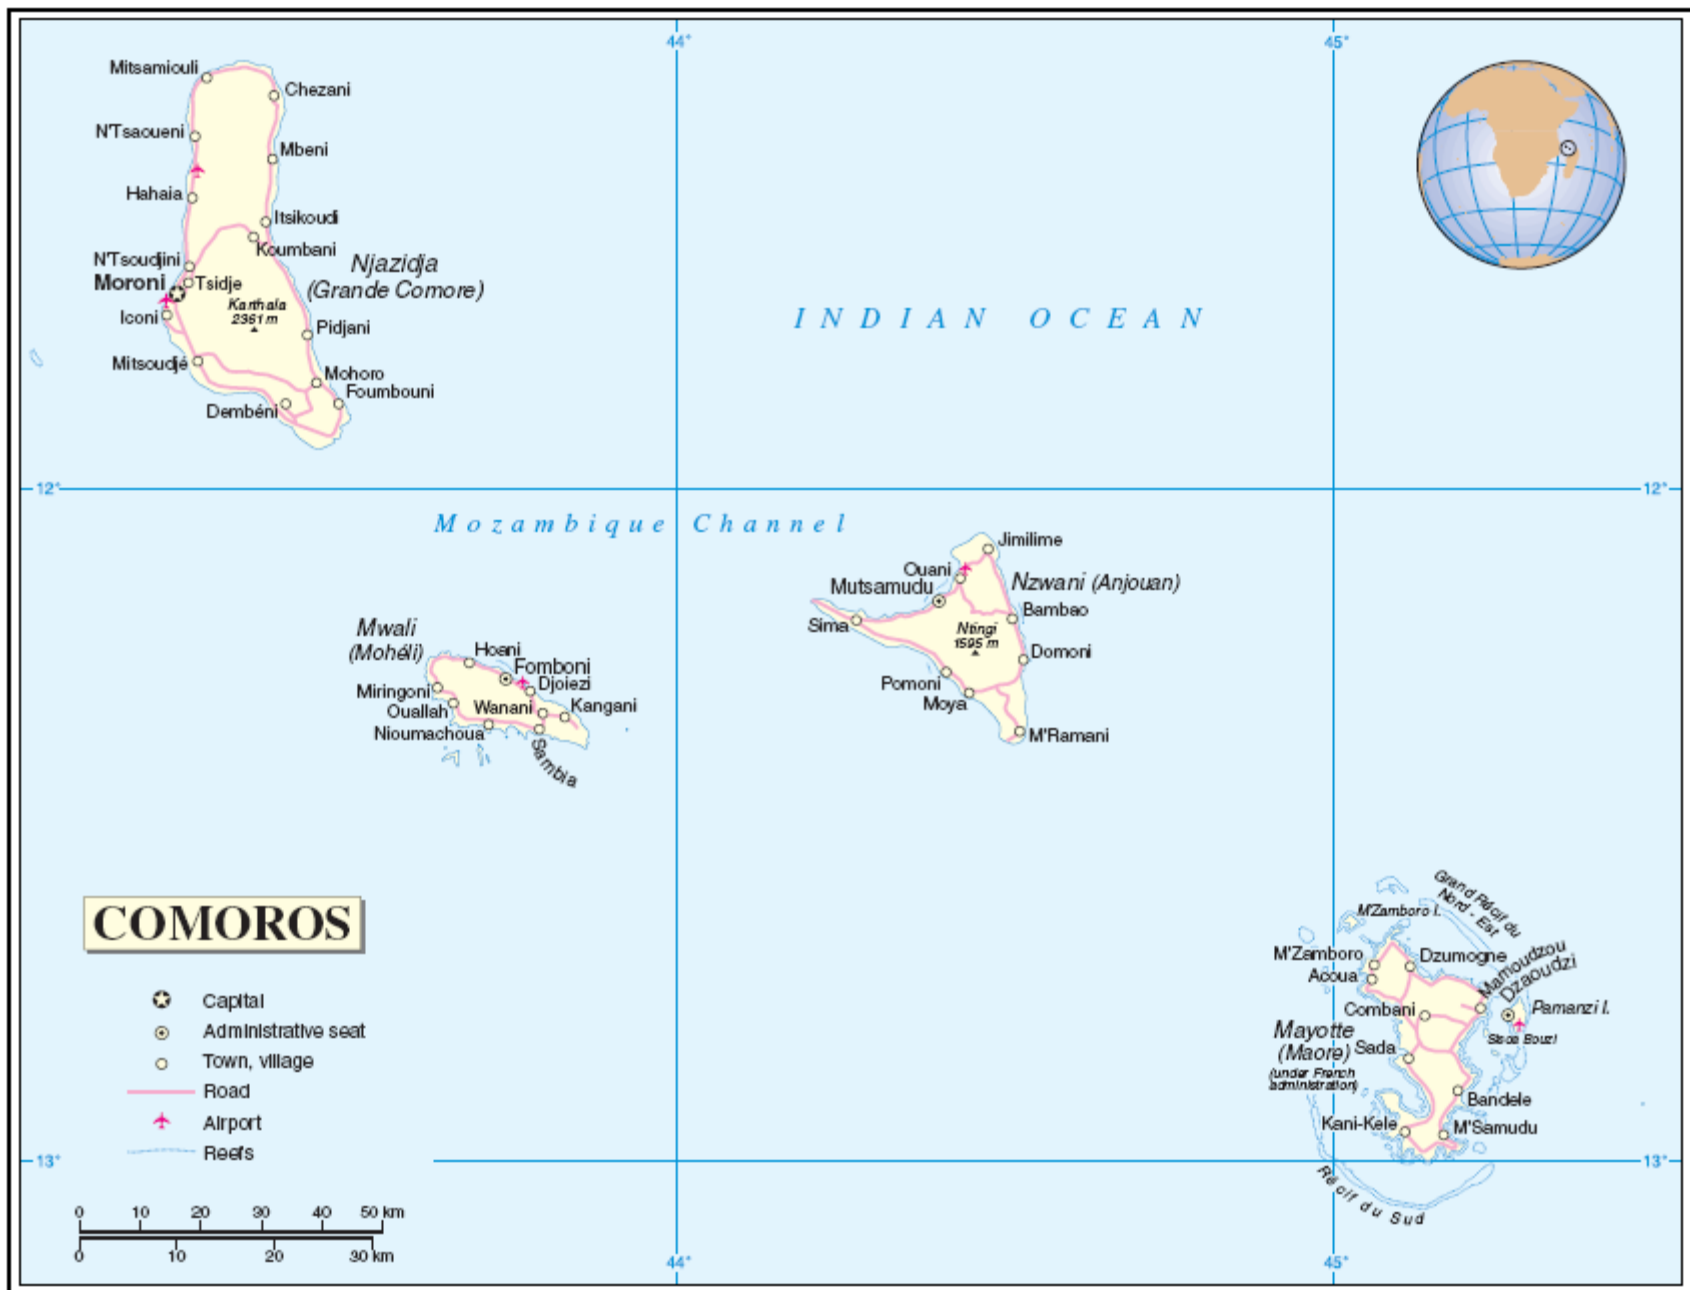 44°
45°
Mitsamiouli
Chezani
N'Tsaoueni
Mbeni
Hahaia
Itsikoudi
Koumbani
N'Tsoudjini
Njazidja
(Grande Comore)
Moroni
Tsidje
Karthala
2361 m
Iconi
Pidjani
Mitsoudjé
Mohoro
Foumbouni
Dembéni
INDIAN OCEAN
12°
12°
Mozambique Channel
Jimilime
Ouani
Mutsamudu
Nzwani (Anjouan)
Bambao
Sima
Ntingi
1595 m
Domoni
Pomoni
Moya
M'Ramani
Mwali
(Mohéli)
Hoani
Fomboni
Djoiezi
Miringoni
Ouallah
Wanani
Kangani
Nioumachoua
Sambia
Grand Récif du
Nord - Est
M'Zamboro I.
M'Zamboro
Dzumogne
Acoua
Mamoudzou
Dzaoudzi
Combani
Pamanzi I.
Mayotte
(Maore)
(under French
administration)
Sada
Bandele
Kani-Kele
M'Samudu
Récif du Sud
COMOROS
Capital
Administrative seat
Town, village
Road
Airport
Reefs
13°
13°
0 10 20 30 40 50 km
0 10 20 30 km
44°
45°